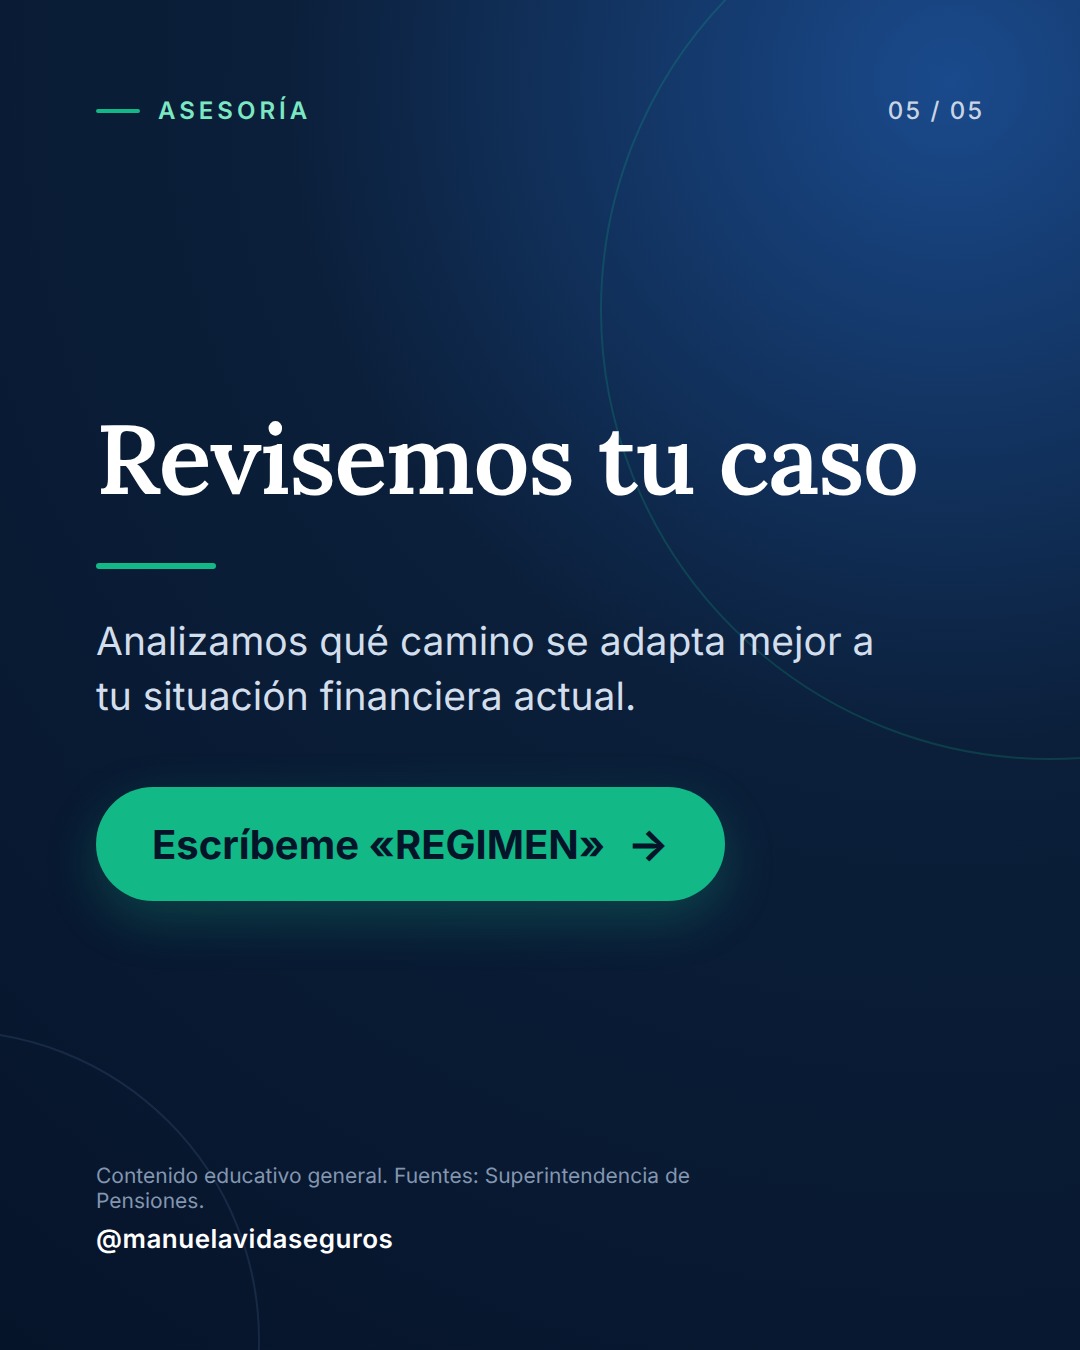 ASESORÍA
05 / 05
Revisemos tu caso
Analizamos qué camino se adapta mejor a
tu situación financiera actual.
Escríbeme «REGIMEN» →
Contenido educativo general. Fuentes: Superintendencia de
Pensiones.
@manuelavidaseguros